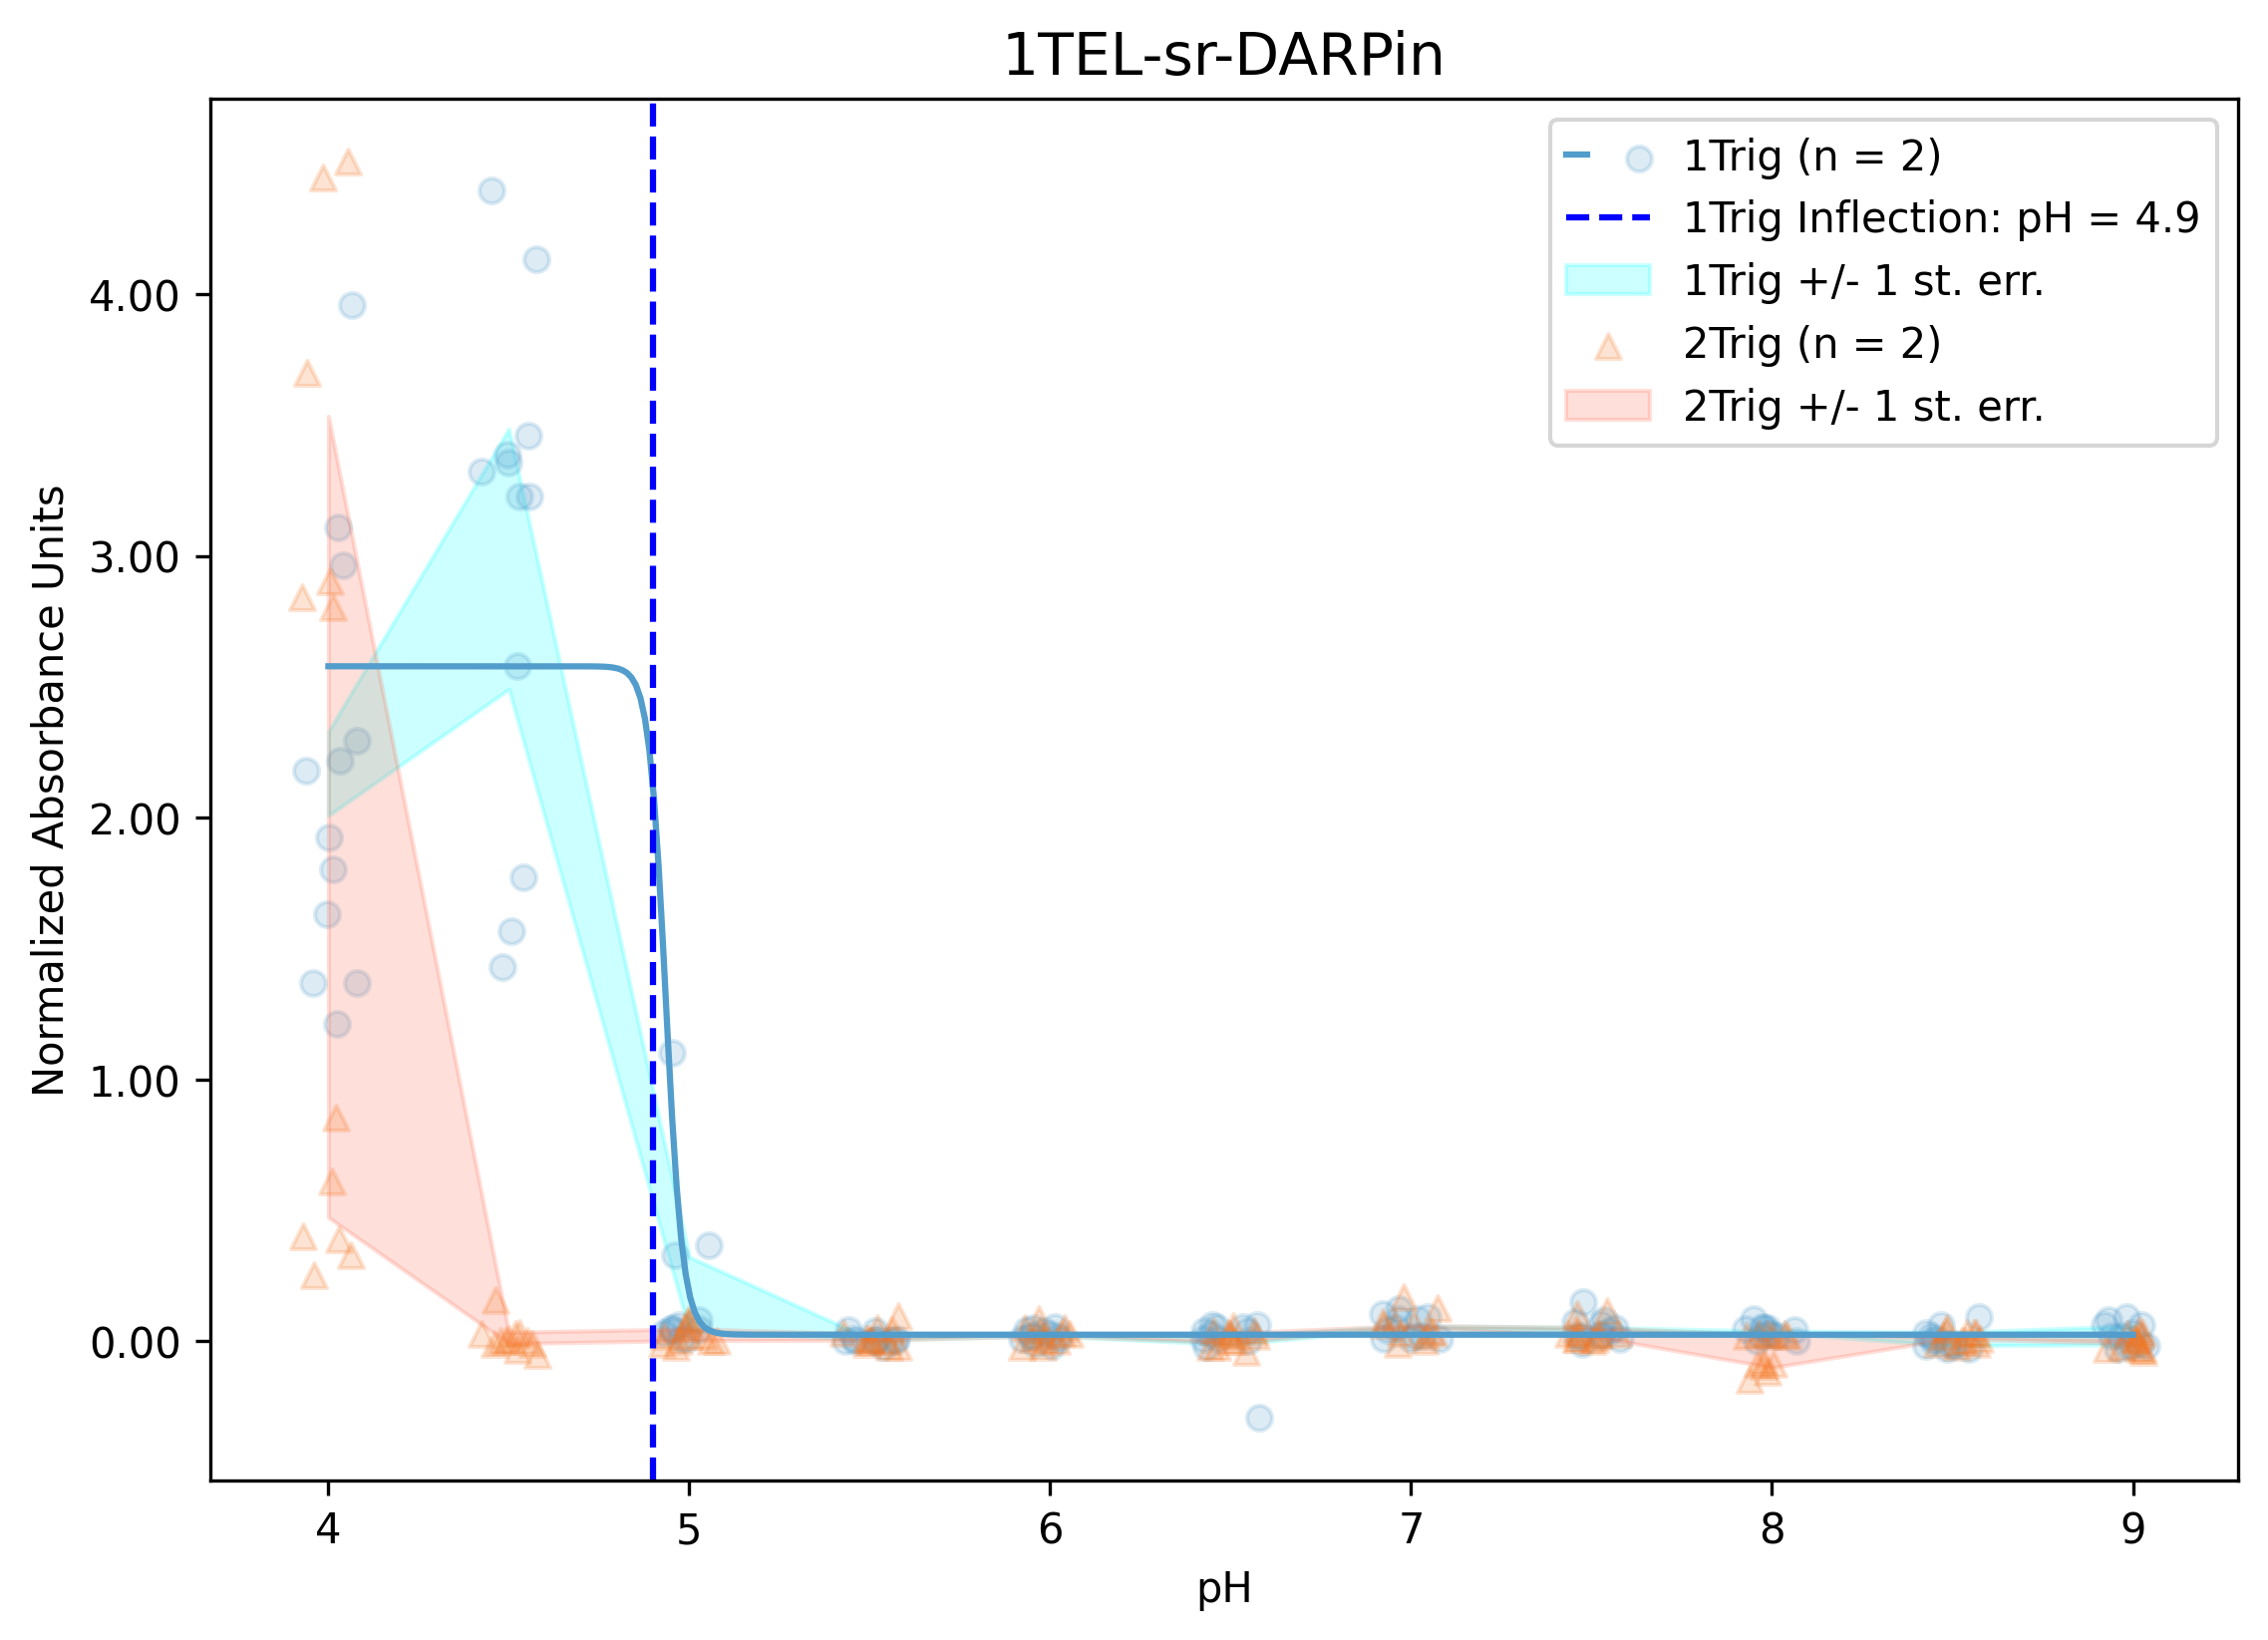 1TEL-sr-DARPin
1Trig (n = 2)
1Trig Inflection: pH = 4.9
1Trig +/- 1 st. err.
2Trig (n = 2)
2Trig +/- 1 st. err.
Normalized Absorbance Units
4.00
3.00
2.00
1.00
0.00
4 5 6 7 8 9
pH